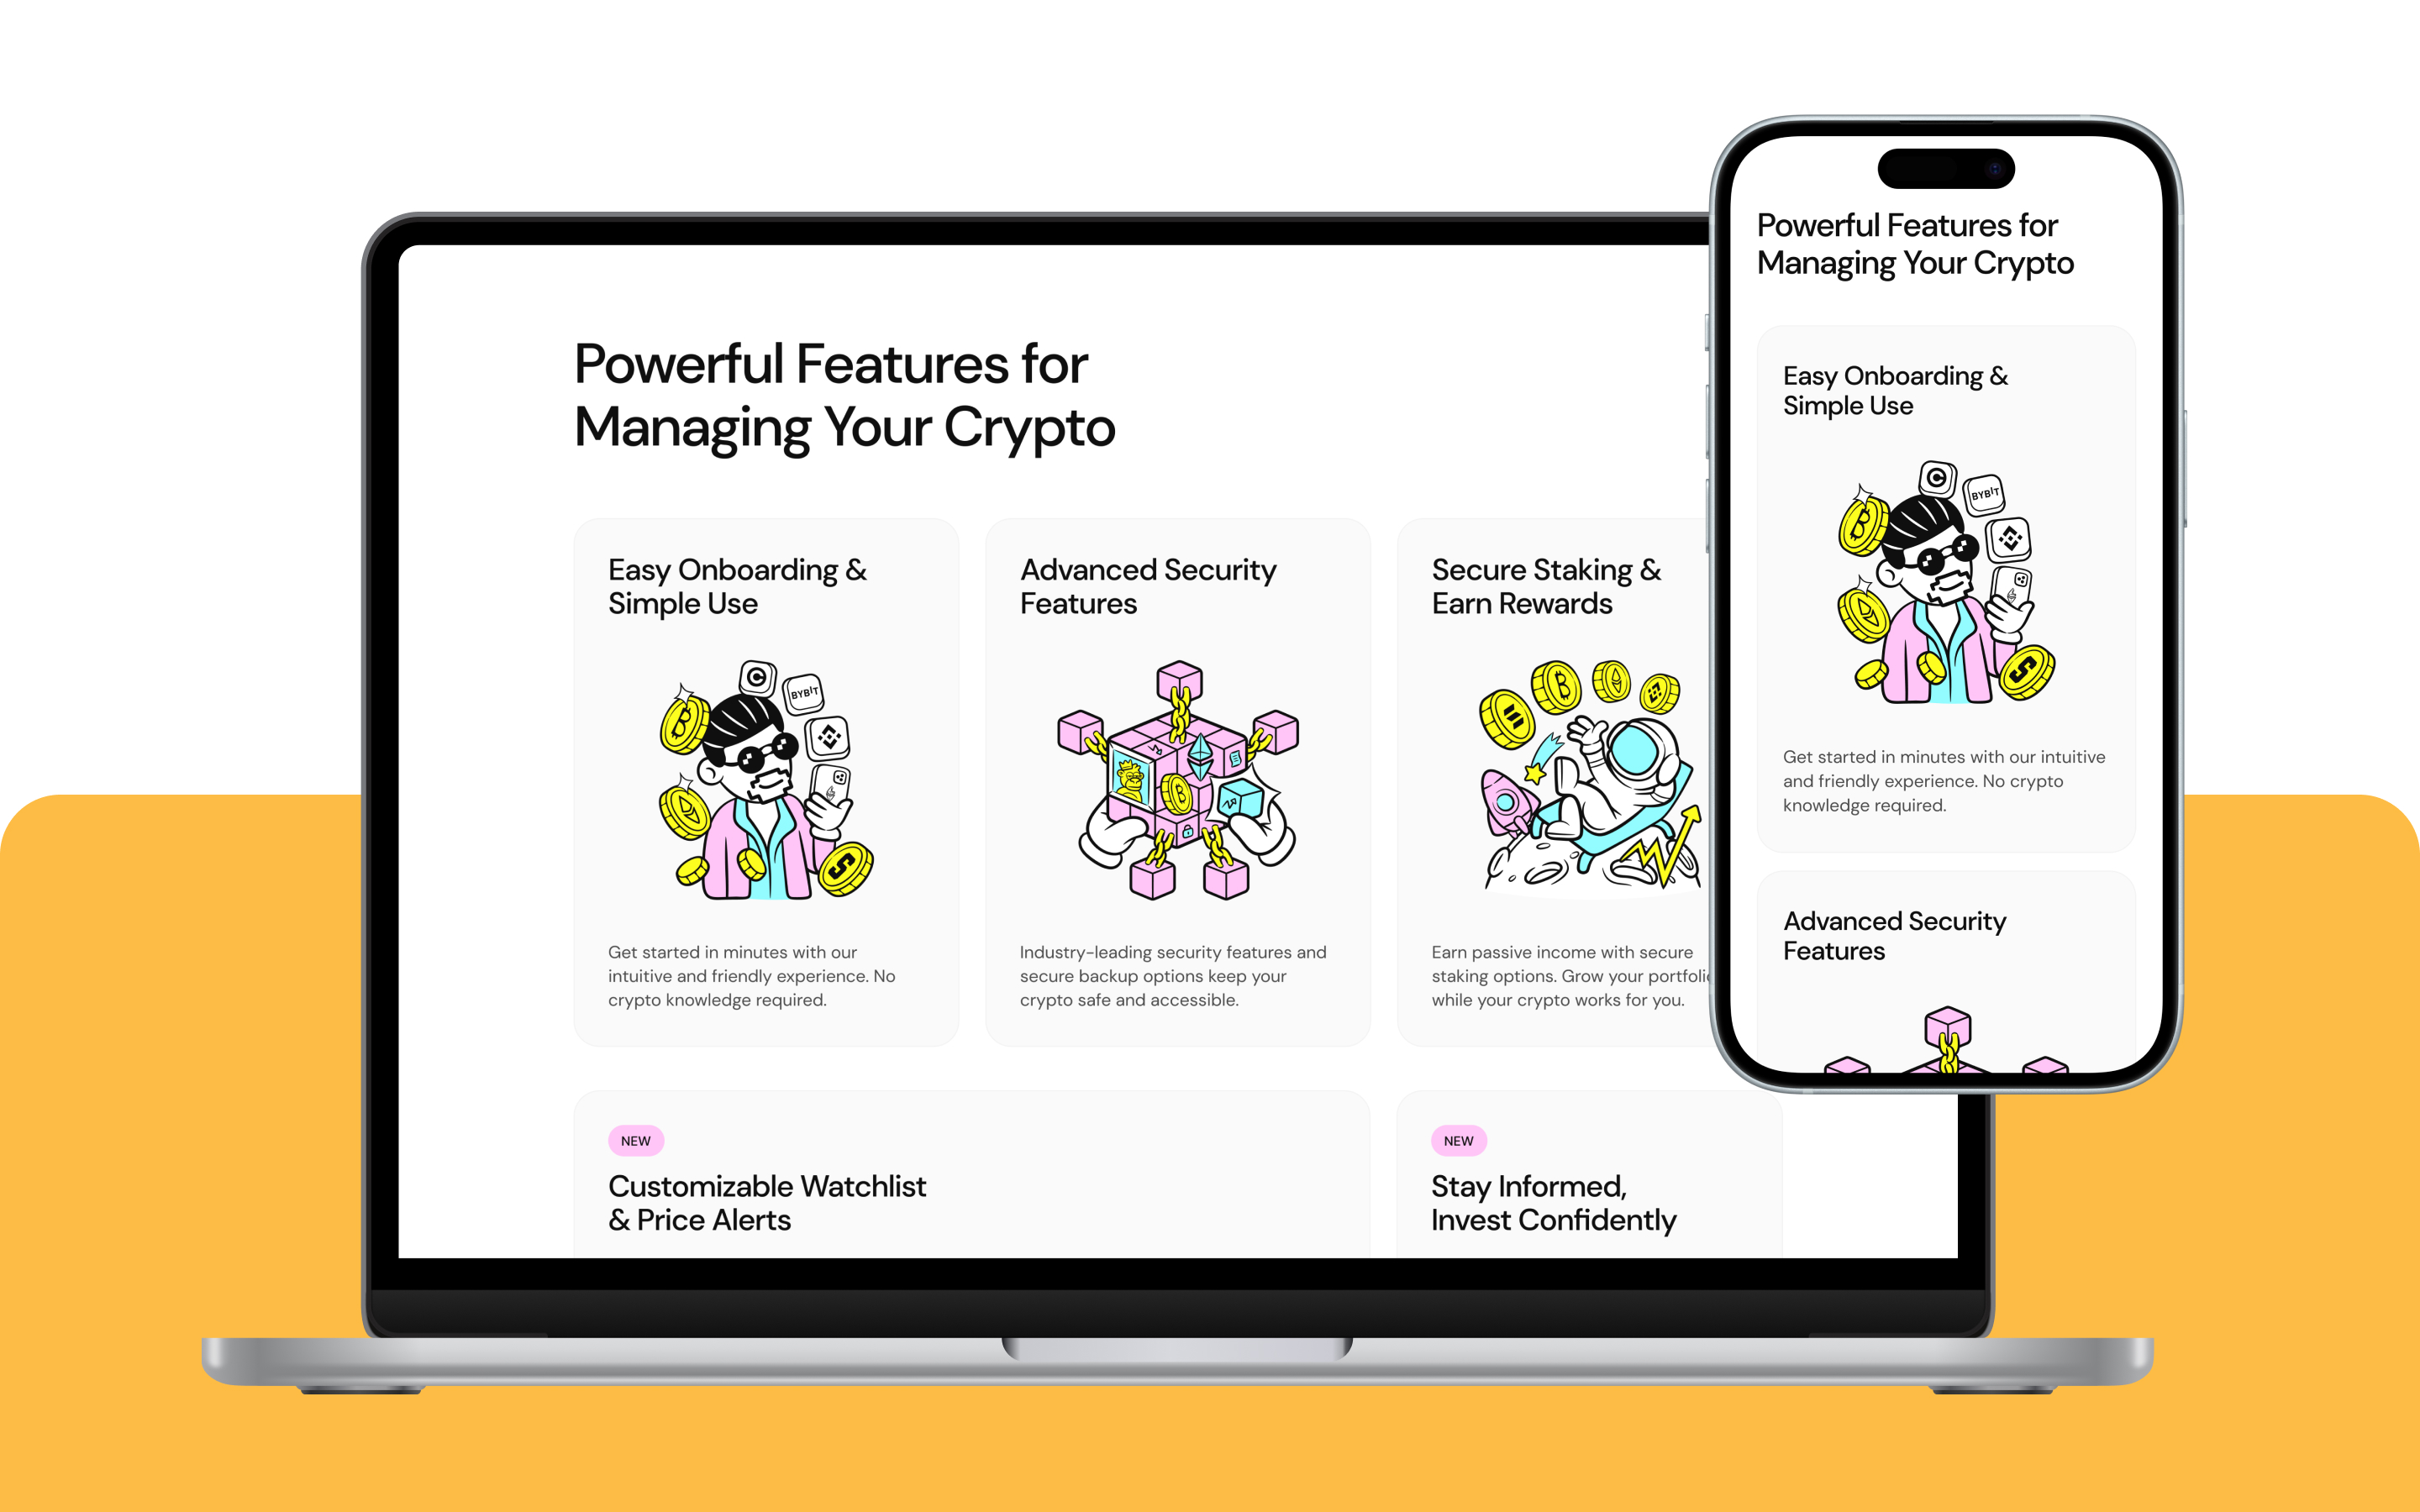 Powerful Features for
Managing Your Crypto
Easy Onboarding &
Simple Use
BYBIT
Get started in minutes with our
intuitive and friendly experience. No
crypto knowledge required.
Advanced Security
Features
Industry-leading security features and
secure backup options keep your
crypto safe and accessible.
Secure Staking &
Earn Rewards
Earn passive income with secure
staking options. Grow your portfolio
while your crypto works for you.
NEW
Customizable Watchlist
& Price Alerts
NEW
Stay Informed,
Invest Confidently
Powerful Features for
Managing Your Crypto
Easy Onboarding &
Simple Use
BYBIT
Get started in minutes with our intuitive
and friendly experience. No crypto
knowledge required.
Advanced Security
Features